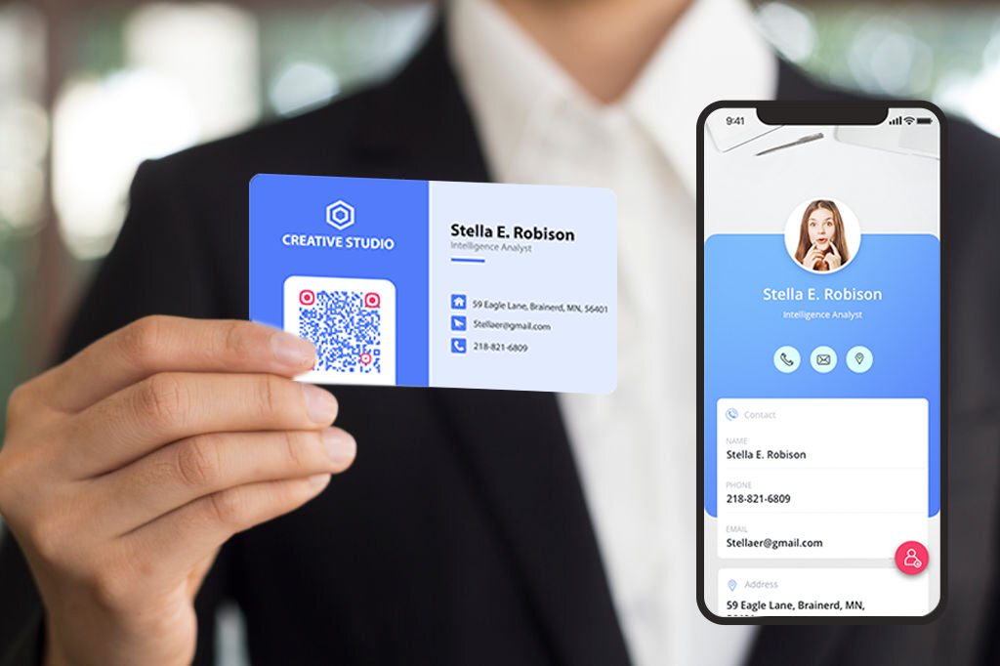 CREATIVE STUDIO
Stella E. Robison
Intelligence Analyst
59 Eagle Lane, Brainerd, MN, 56401
Stellaer@gmail.com
218-821-6809
9:41
Stella E. Robison
Intelligence Analyst
Contact
NAME
Stella E. Robison
PHONE
218-821-6809
EMAIL
Stellaer@gmail.com
Address
59 Eagle Lane, Brainerd, MN,